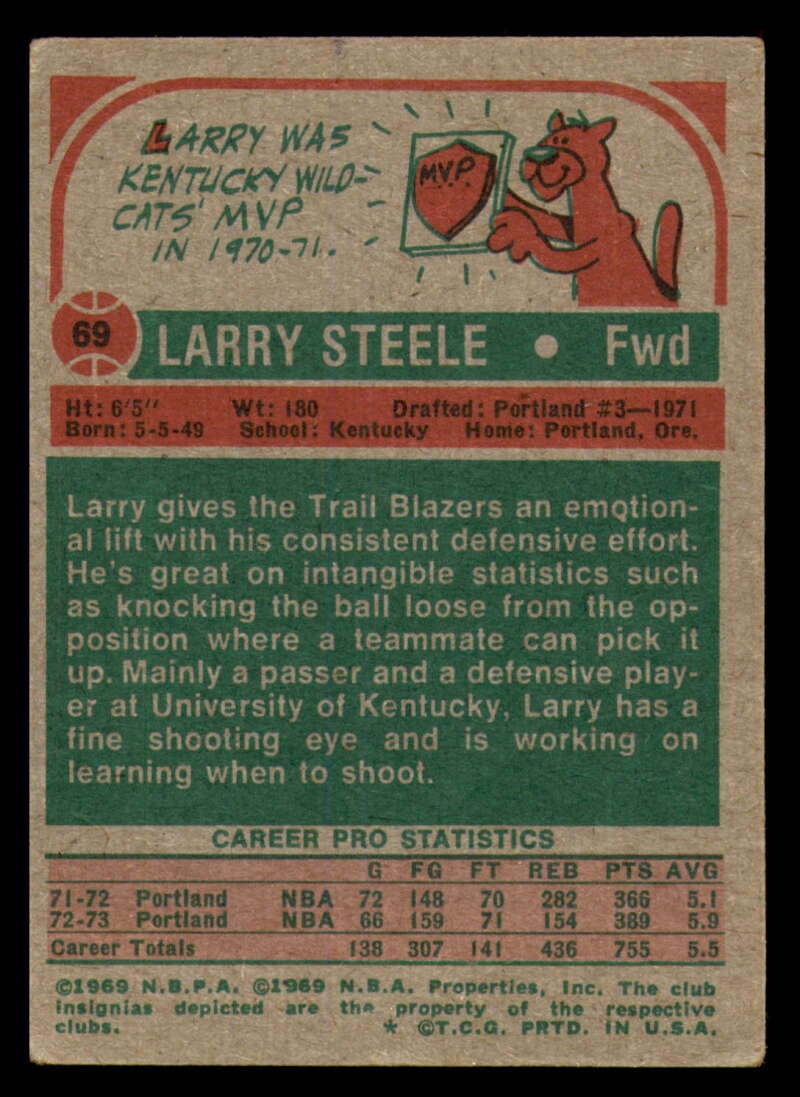 LARRY WAS
KENTUCKY WILD-
CATS' MVP
IN 1970-71.
M.V.P.
69
LARRY STEELE • Fwd
Ht: 6'5" Wt: 180 Drafted: Portland #3—1971
Born: 5-5-49 School: Kentucky Home: Portland, Ore.
Larry gives the Trail Blazers an emotion-
al lift with his consistent defensive effort.
He's great on intangible statistics such
as knocking the ball loose from the op-
position where a teammate can pick it
up. Mainly a passer and a defensive play-
er at University of Kentucky, Larry has a
fine shooting eye and is working on
learning when to shoot.
CAREER PRO STATISTICS
G FG FT REB PTS AVG
71-72 Portland NBA 72 148 70 282 366 5.1
72-73 Portland NBA 66 159 71 154 389 5.9
Career Totals 138 307 141 436 755 5.5
©1969 N.B.P.A. ©1969 N.B.A. Properties, Inc. The club
insignias depicted are the property of the respective
clubs. * ©T.C.G. PRTD. IN U.S.A.